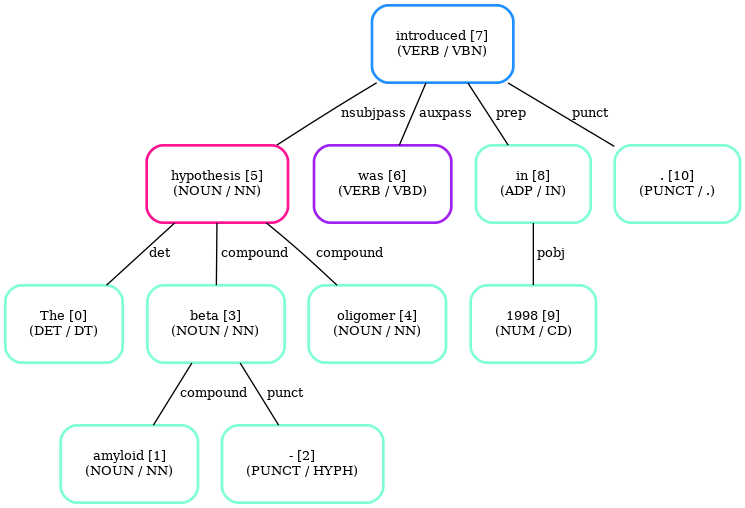 introduced [7]
(VERB / VBN)
nsubjpass
auxpass
prep
punct
hypothesis [5]
(NOUN / NN)
was [6]
(VERB / VBD)
in [8]
(ADP / IN)
. [10]
(PUNCT / .)
det
compound
compound
pobj
The [0]
(DET / DT)
beta [3]
(NOUN / NN)
oligomer [4]
(NOUN / NN)
1998 [9]
(NUM / CD)
compound
punct
amyloid [1]
(NOUN / NN)
- [2]
(PUNCT / HYPH)